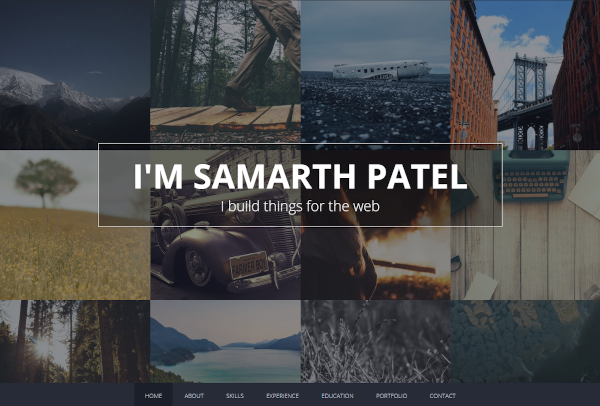 I'M SAMARTH PATEL
i build things for the web
HOME ABOUT SKILLS EXPERIENCE EDUCATION PORTFOLIO CONTACT